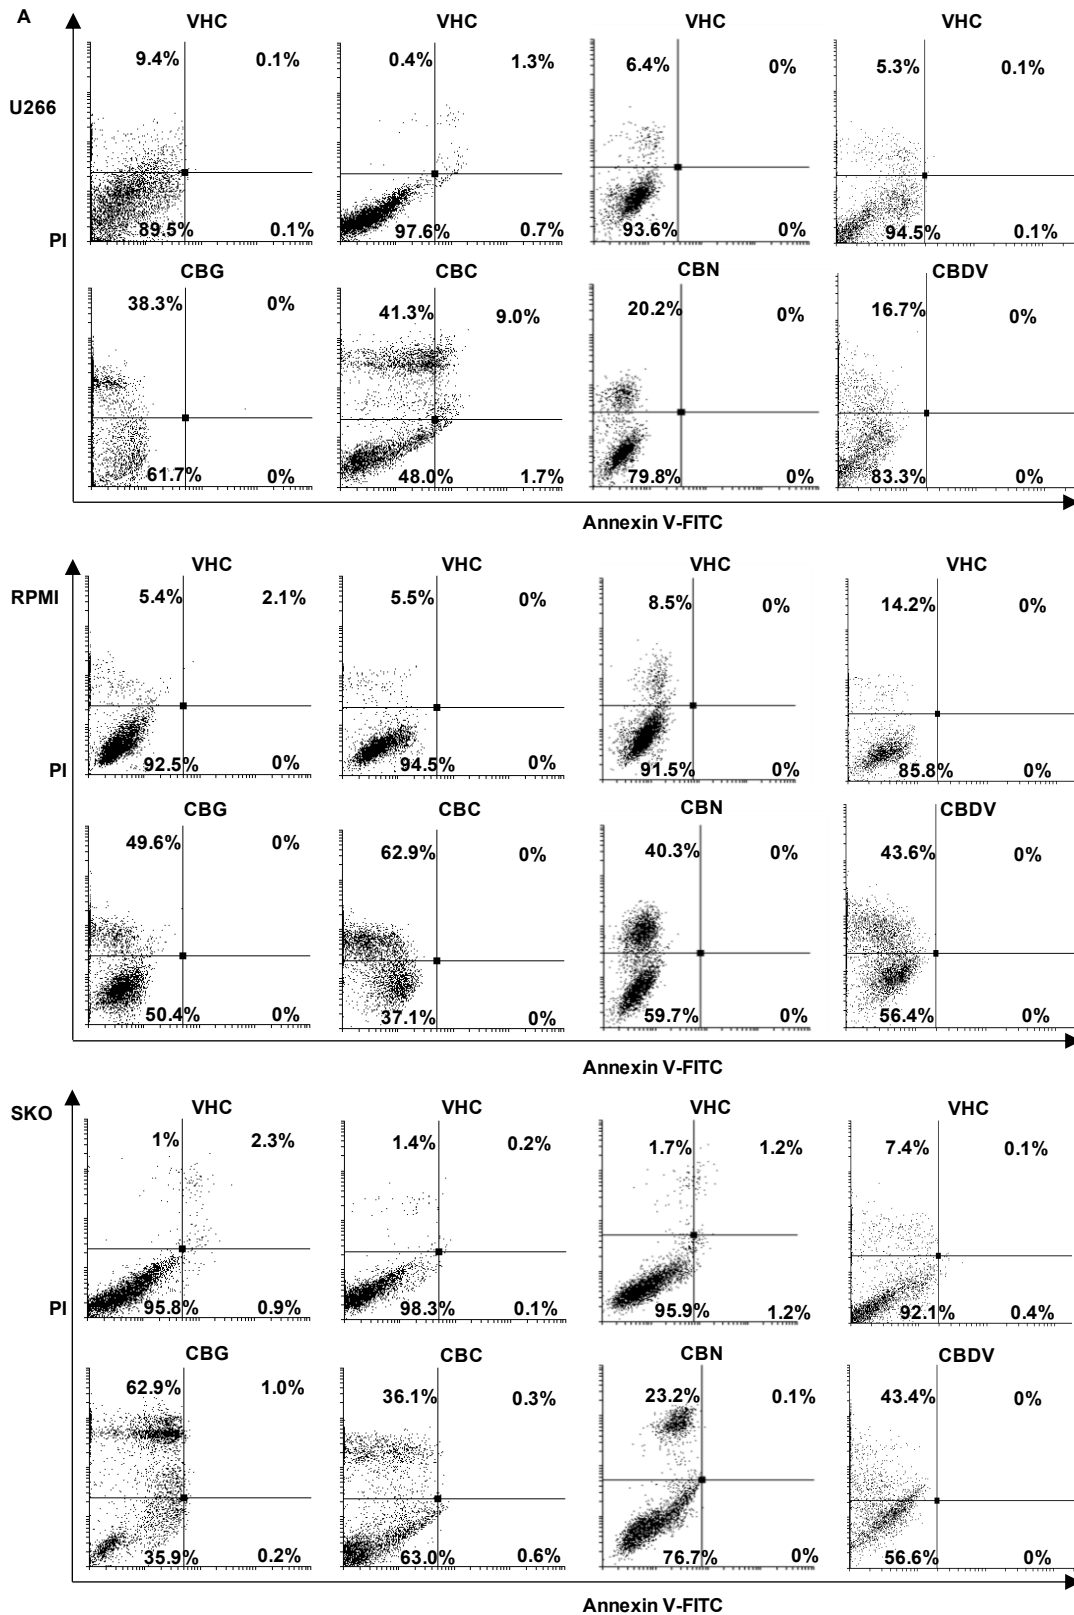 A
VHC VHC VHC VHC
9.4% 0.1% 0.4% 1.3% 6.4% 0% 5.3% 0.1%
U266
PI
89.5% 0.1% 97.6% 0.7% 93.6% 0% 94.5% 0.1%
CBG CBC CBN CBDV
38.3% 0% 41.3% 9.0% 20.2% 0% 16.7% 0%
61.7% 0% 48.0% 1.7% 79.8% 0% 83.3% 0%
Annexin V-FITC
VHC VHC VHC VHC
RPMI
5.4% 2.1% 5.5% 0% 8.5% 0% 14.2% 0%
PI
92.5% 0% 94.5% 0% 91.5% 0% 85.8% 0%
CBG CBC CBN CBDV
49.6% 0% 62.9% 0% 40.3% 0% 43.6% 0%
50.4% 0% 37.1% 0% 59.7% 0% 56.4% 0%
Annexin V-FITC
SKO
VHC VHC VHC VHC
1% 2.3% 1.4% 0.2% 1.7% 1.2% 7.4% 0.1%
PI
95.8% 0.9% 98.3% 0.1% 95.9% 1.2% 92.1% 0.4%
CBG CBC CBN CBDV
62.9% 1.0% 36.1% 0.3% 23.2% 0.1% 43.4% 0%
35.9% 0.2% 63.0% 0.6% 76.7% 0% 56.6% 0%
Annexin V-FITC